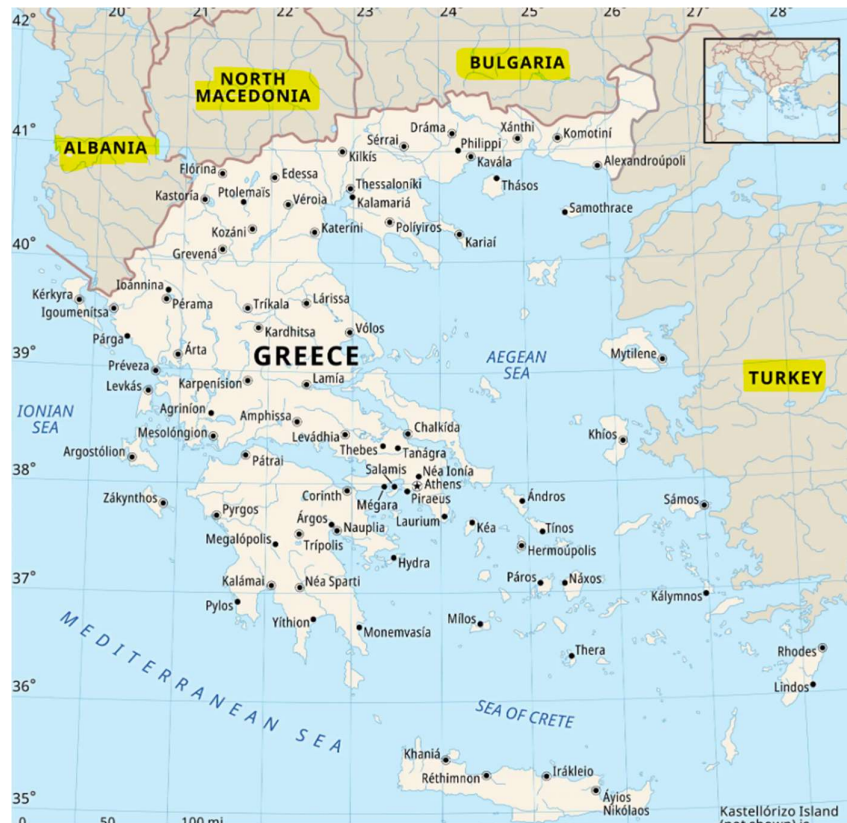 20°
21°
22°
23°
24°
25°
26°
27°
28°
42°
NORTH
MACEDONIA
BULGARIA
ALBANIA
41°
Dráma
Xánthi
Komotiní
Sérrai
Philippi
Kilkís
Kavála
Alexandroúpoli
Flórina
Edessa
Thásos
Kastoria
Ptolemaïs
Véroia
Thessaloníki
Kalamariá
Samothrace
Kozáni
Kateríni
Políyiros
Kariaí
40°
Grevená
Ioánnina
Kérkyra
Igoumenitsa
Pérama
Tríkala
Lárissa
Kardhitsa
Vólos
Párga
Árta
GREECE
39°
AEGEAN
SEA
Mytilene
Préveza
Levkás
Karpenísion
Lamía
TURKEY
IONIAN
SEA
Agriníon
Amphissa
Chalkída
Mesolóngion
Levádhia
Khíos
Argostólion
Thebes
Tanágra
38°
Pátrai
Salamis
Néa Ionía
Athens
Zákynthos
Corinth
Mégara
Piraeus
Ándros
Sámos
Pyrgos
Árgos
Nauplia
Laurium
Kéa
Tínos
Megalópolis
Trípolis
Hermoúpolis
Hydra
37°
Kalámai
Néa Sparti
Páros
Náxos
Kálymnos
Pylos
Yíthion
Monemvasía
Mílos
MEDITERRANEAN SEA
Thera
Rhodes
Lindos
36°
SEA OF CRETE
Khaniá
Réthimnon
Irákleio
Áyios
Nikólaos
35°
0
50
100 mi
Kastellórizo Island
(not shown) is